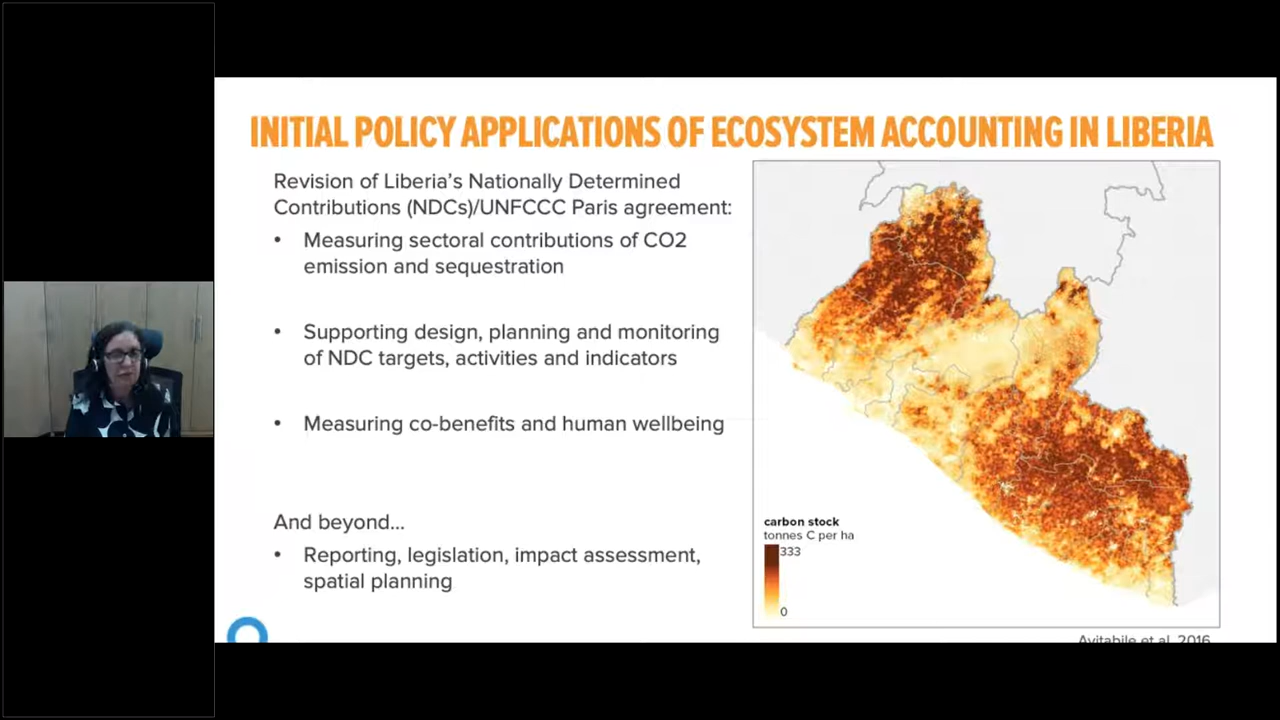 INITIAL POLICY APPLICATIONS OF ECOSYSTEM ACCOUNTING IN LIBERIA
Revision of Liberia's Nationally Determined
Contributions (NDCs)/UNFCCC Paris agreement:
• Measuring sectoral contributions of CO2
emission and sequestration
• Supporting design, planning and monitoring
of NDC targets, activities and indicators
• Measuring co-benefits and human wellbeing
And beyond...
• Reporting, legislation, impact assessment,
spatial planning
carbon stock
tonnes C per ha
333
0
Avitabile et al. 2016